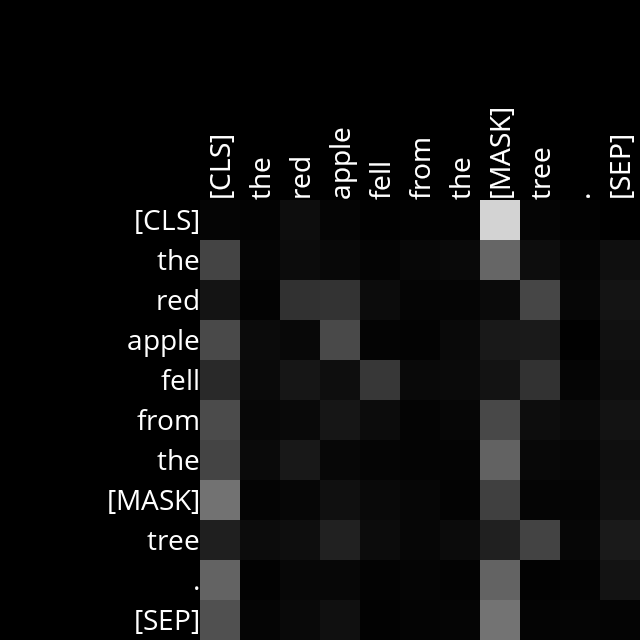 [CLS] the red apple fell from the [MASK] tree . [SEP]
[CLS]
the
red
apple
fell
from
the
[MASK]
tree
.
[SEP]